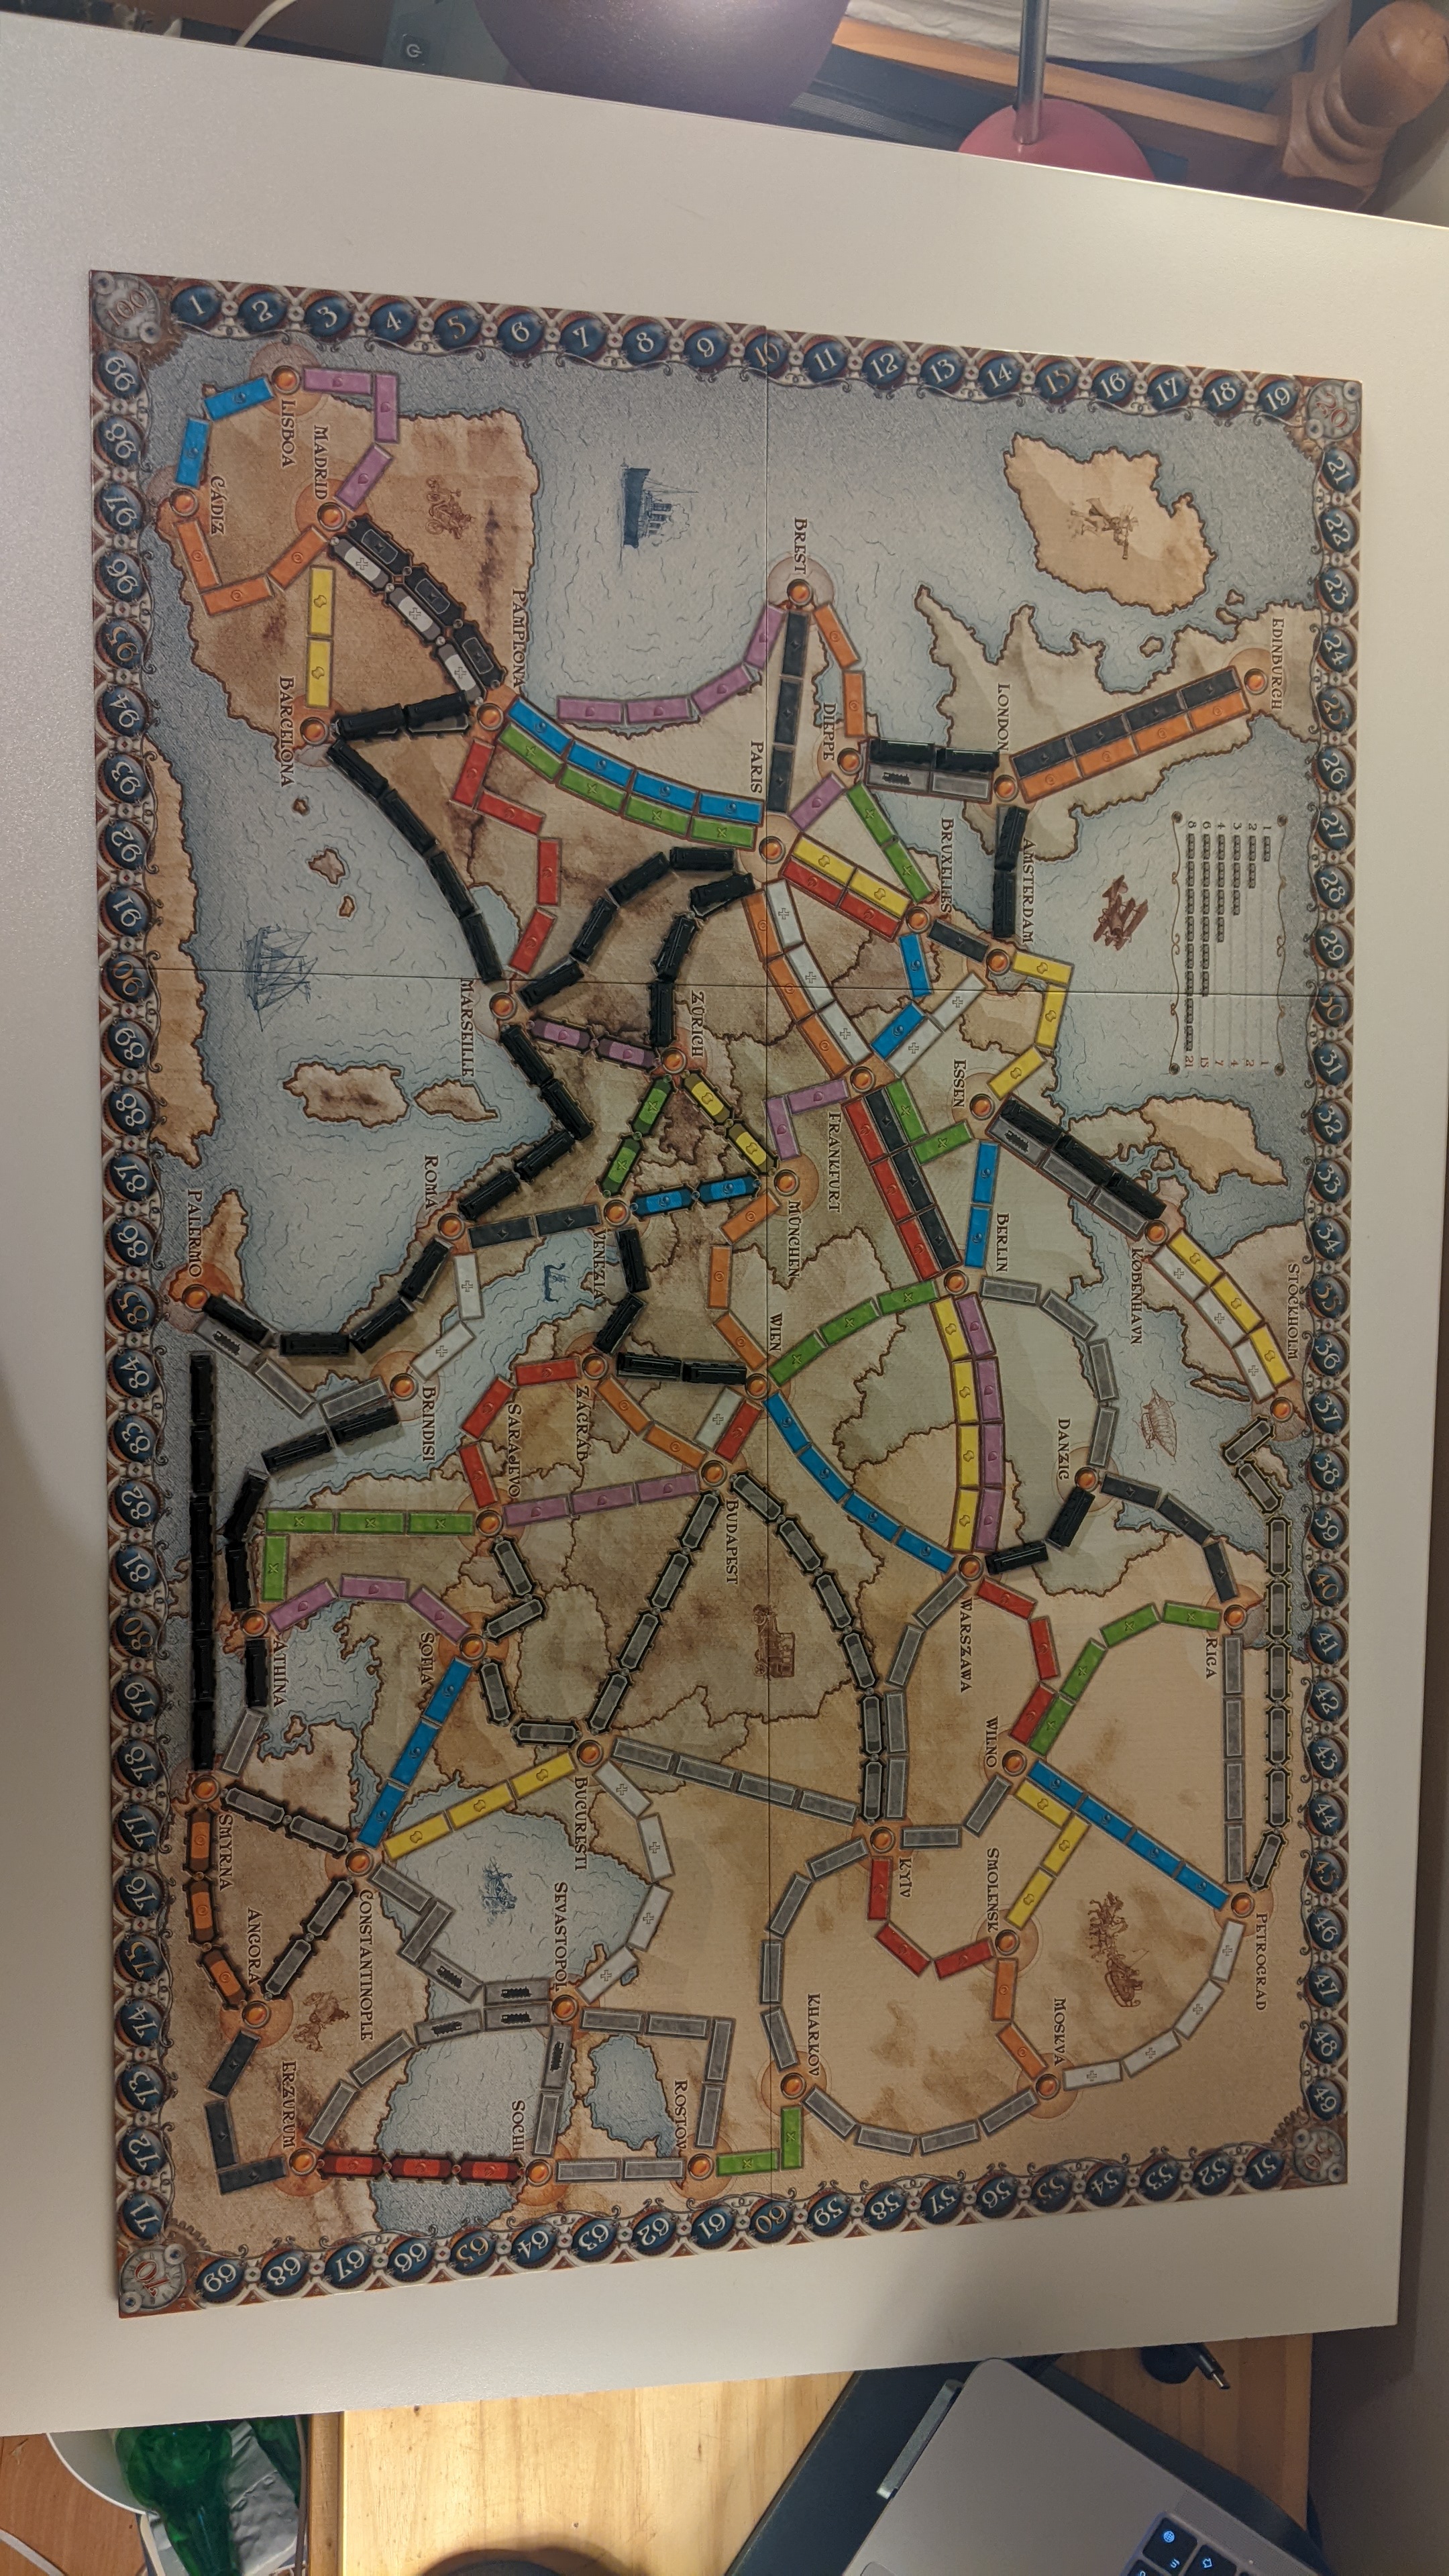 EDINBURGH
LONDON
AMSTERDAM
BRUXELLES
DIEPPE
BREST
PARIS
PAMPLONA
MADRID
LISBOA
CÁDIZ
BARCELONA
MARSEILLE
ZÜRICH
FRANKFURT
ESSEN
MÜNCHEN
BERLIN
KØBENHAVN
STOCKHOLM
DANZIC
WIEN
VENEZIA
ROMA
PALERMO
BRINDISI
ZÁGRÁB
SARAJEVO
BUDAPEST
WARSZAWA
RIGA
WILNO
PETROGRAD
SMOLENSK
MOSKVA
KYÏV
KHARKOV
ROSTOV
SOCHI
SEVASTOPOL
BUCURESTI
SOFIA
ATHÍNA
SMYRNA
CONSTANTINOPLE
ANGORA
ERZURUM
1 1
2 2
3 4
4 7
6 15
8 21
1 2 3 4 5 6 7 8 9 10 11 12 13 14 15 16 17 18 19 20
21 22 23 24 25 26 27 28 29 30 31 32 33 34 35 36 37 38 39 40 41 42 43 44 45 46 47 48 49
51 52 53 54 55 56 57 58 59 60 61 62 63 64 65 66 67 68 69 70
71 72 73 74 75 76 77 78 79 80 81 82 83 84 85 86 87 88 89 90 91 92 93 94 95 96 97 98 99 100